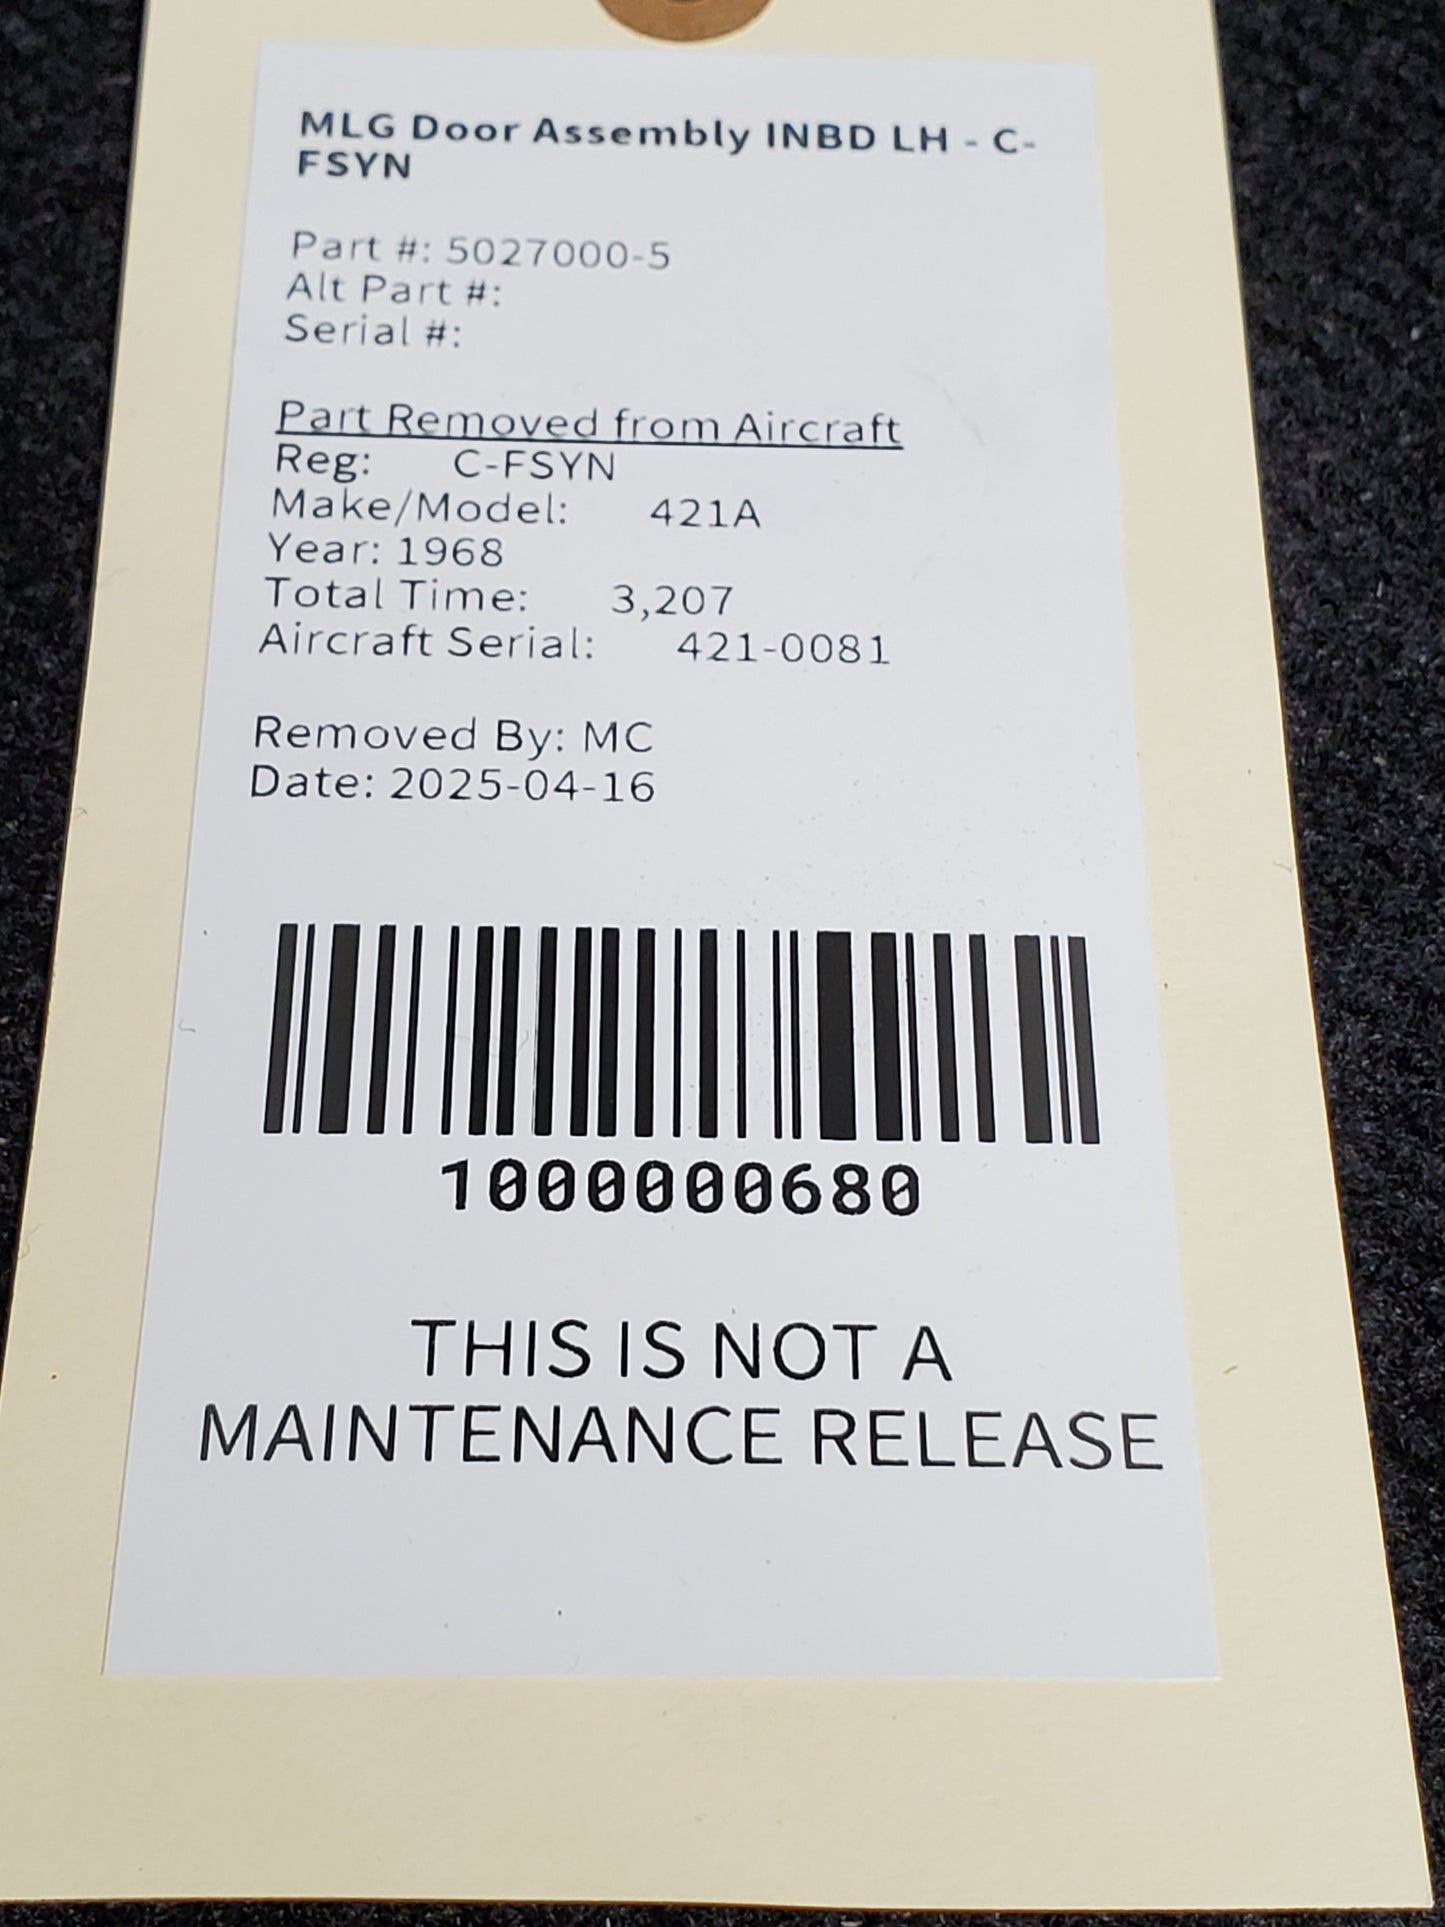 MLG Door Assembly INBD LH - C-
FSYN
Part #: 5027000-5
Alt Part #:
Serial #:
Part Removed from Aircraft
Reg: C-FSYN
Make/Model: 421A
Year: 1968
Total Time: 3,207
Aircraft Serial: 421-0081
Removed By: MC
Date: 2025-04-16
1000000680
THIS IS NOT A
MAINTENANCE RELEASE